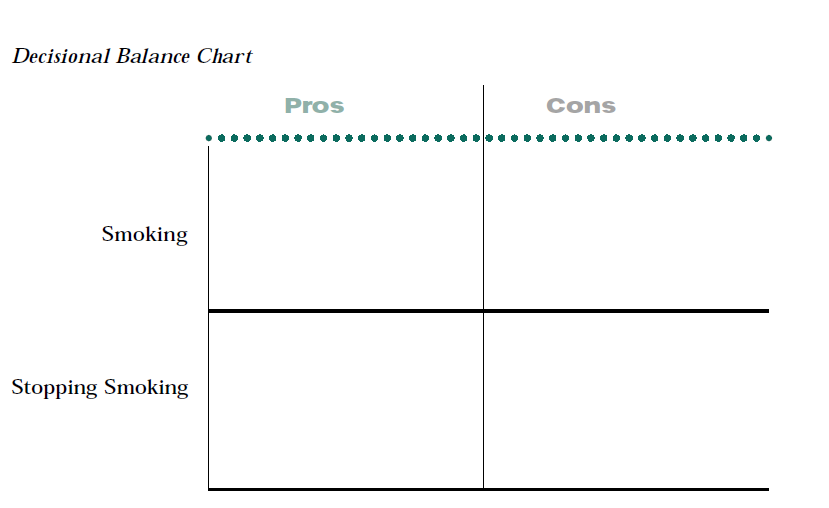 Decisional Balance Chart
Pros Cons
Smoking
Stopping Smoking